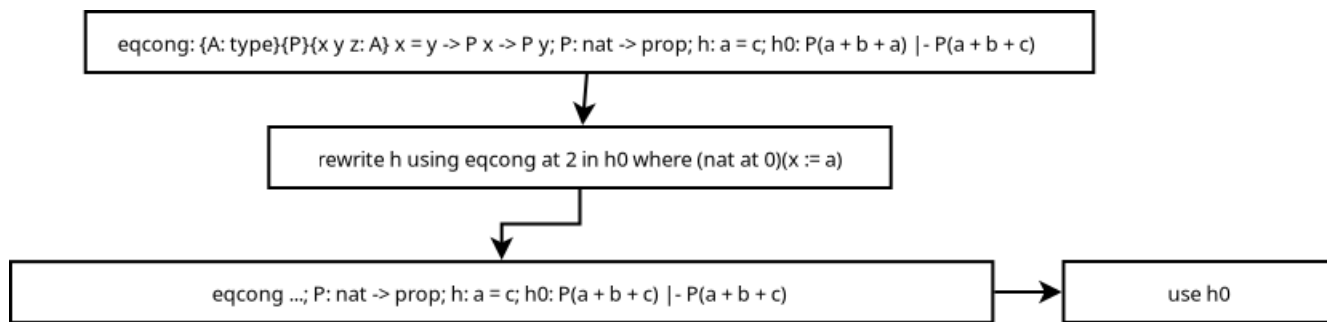 eqcong: {A: type}{P}{x y z: A} x = y -> P x -> P y; P: nat -> prop; h: a = c; h0: P(a + b + a) |- P(a + b + c)
rewrite h using eqcong at 2 in h0 where (nat at 0)(x := a)
eqcong ...; P: nat -> prop; h: a = c; h0: P(a + b + c) |- P(a + b + c)
use h0